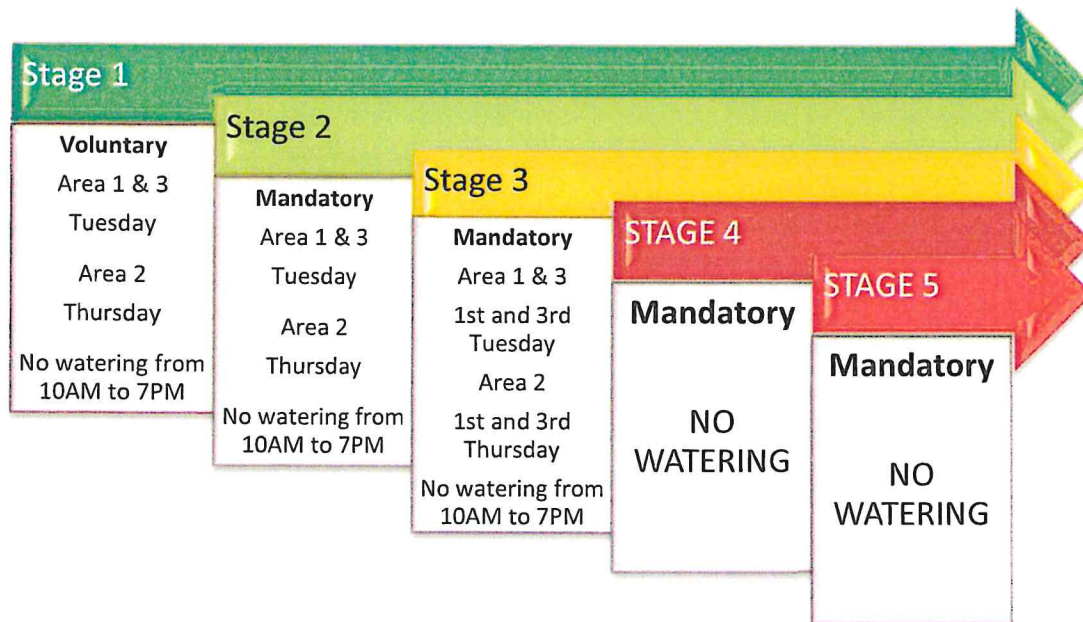 Stage 1
Voluntary
Area 1 & 3
Tuesday
Area 2
Thursday
No watering from
10AM to 7PM
Stage 2
Mandatory
Area 1 & 3
Tuesday
Area 2
Thursday
No watering from
10AM to 7PM
Stage 3
Mandatory
Area 1 & 3
1st and 3rd
Tuesday
Area 2
1st and 3rd
Thursday
No watering from
10AM to 7PM
STAGE 4
Mandatory
NO
WATERING
STAGE 5
Mandatory
NO
WATERING